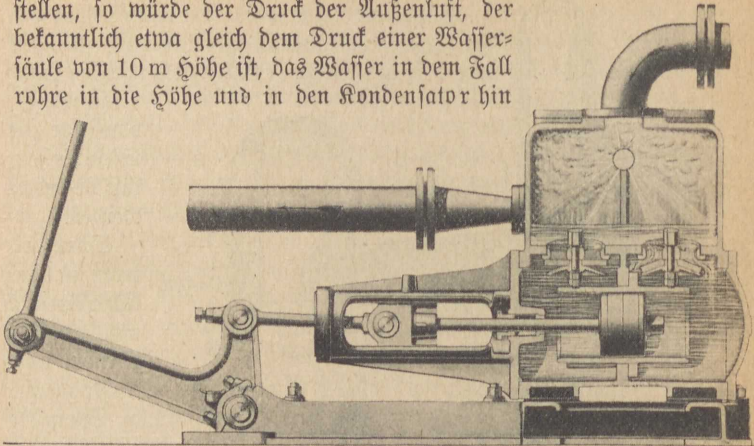 stellen, so würde der Druck der Außenluft, der
bekanntlich etwa gleich dem Druck einer Wasser-
säule von 10 m Höhe ist, das Wasser in dem Fall
rohre in die Höhe und in den Kondensator hin